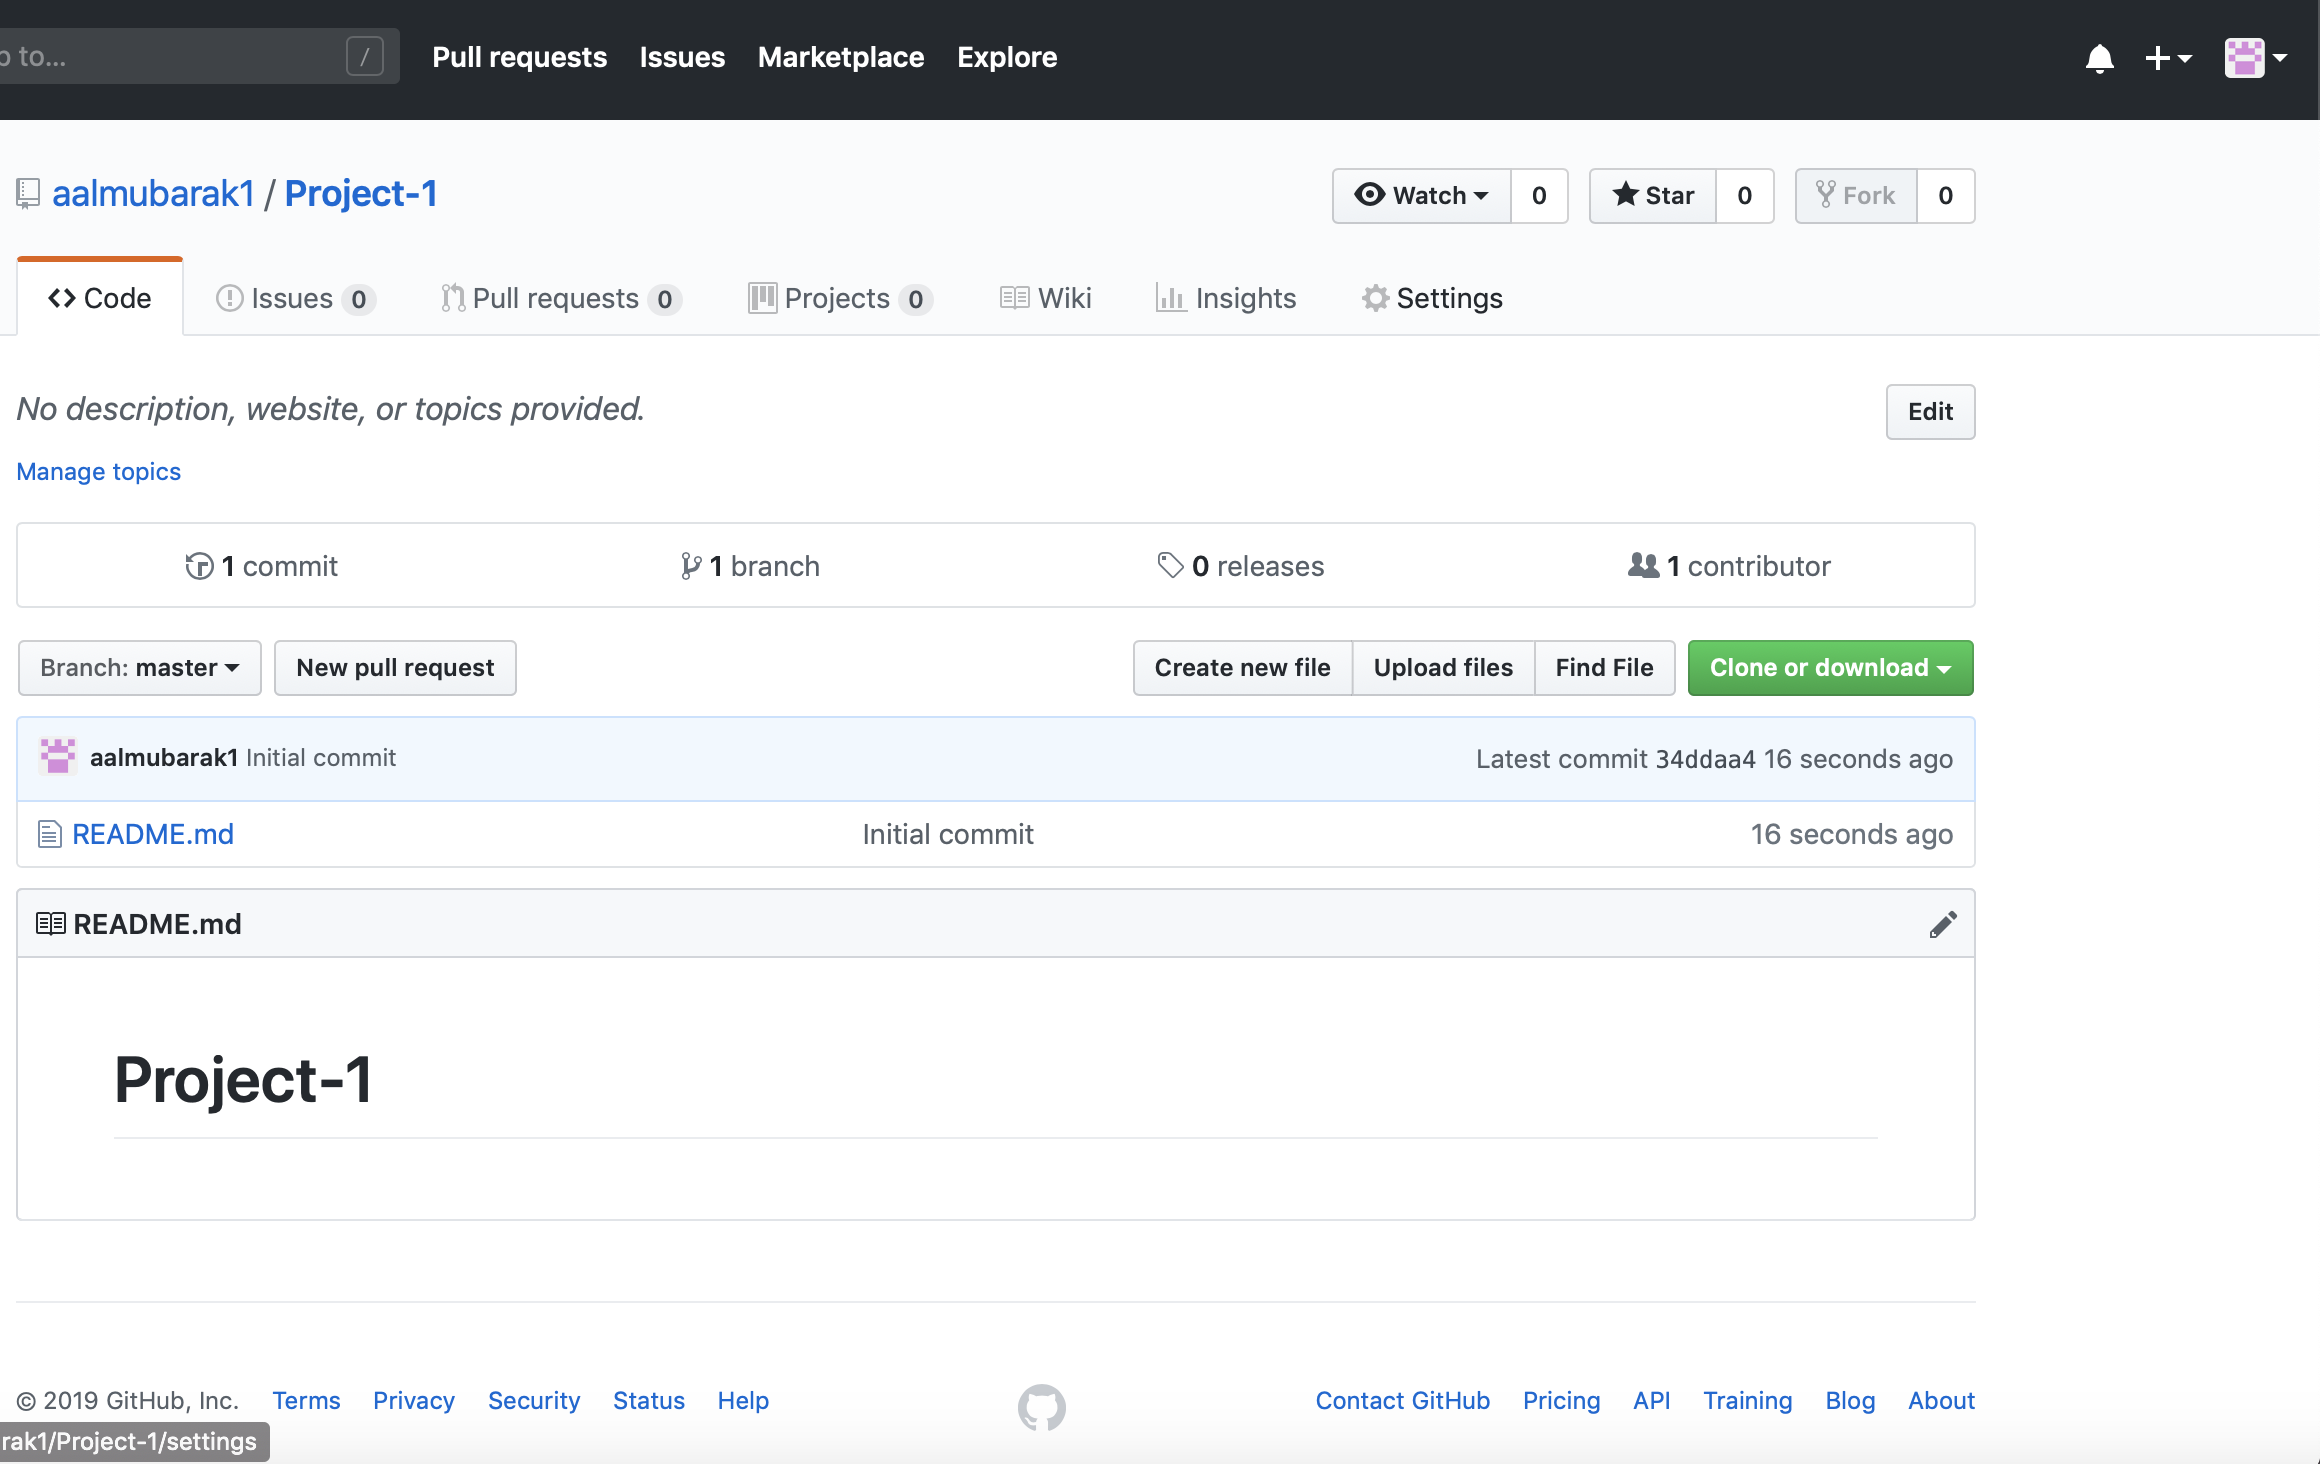 to... /
Pull requests Issues Marketplace Explore
aalmubarak1 / Project-1
Watch 0 Star 0 Fork 0
Code Issues 0 Pull requests 0 Projects 0 Wiki Insights Settings
No description, website, or topics provided.
Edit
Manage topics
1 commit 1 branch 0 releases 1 contributor
Branch: master New pull request Create new file Upload files Find File Clone or download
aalmubarak1 Initial commit Latest commit 34ddaa4 16 seconds ago
README.md Initial commit 16 seconds ago
README.md
Project-1
© 2019 GitHub, Inc. Terms Privacy Security Status Help Contact GitHub Pricing API Training Blog About
rak1/Project-1/settings